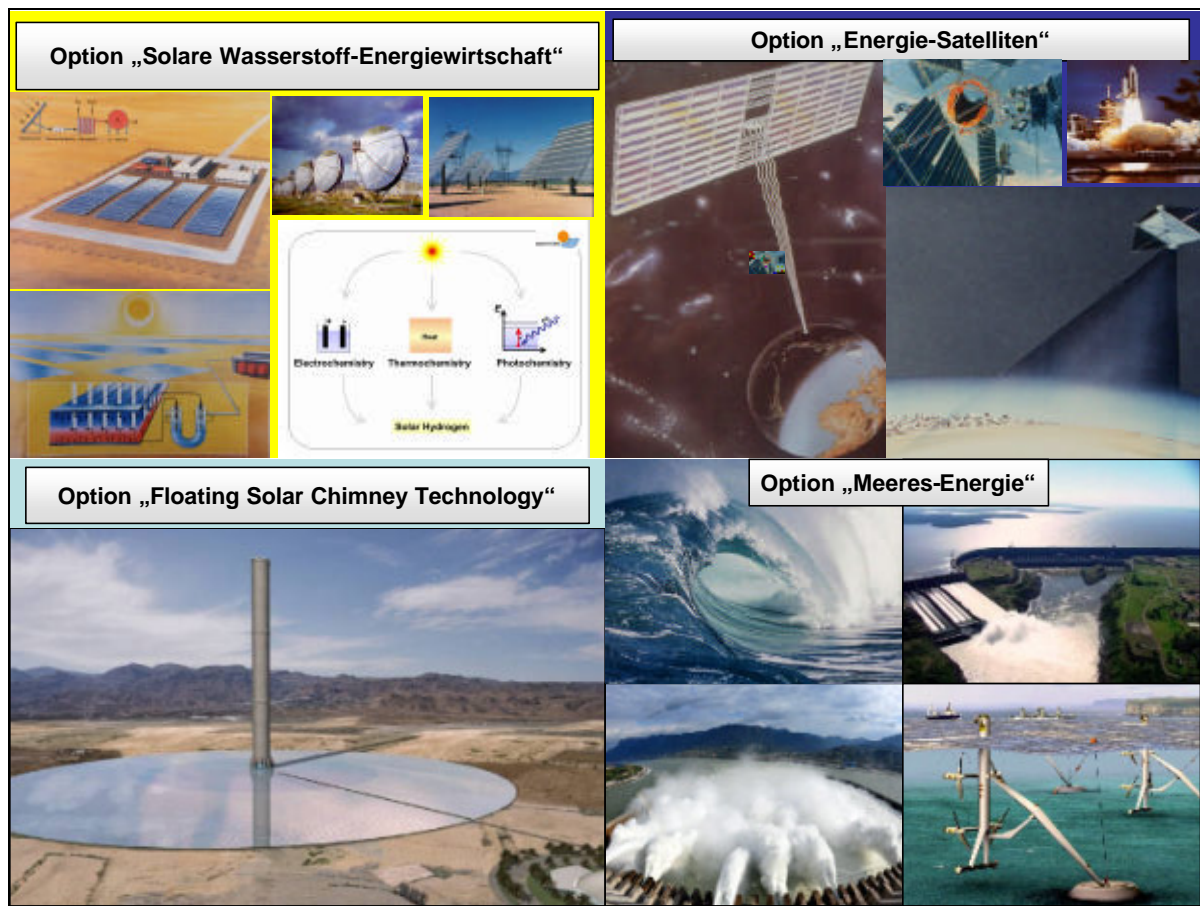 Option „Solare Wasserstoff-Energiewirtschaft“
Option „Energie-Satelliten“
Electrochemistry
Heat
Thermochemistry
Photochemistry
Solar Hydrogen
Option „Floating Solar Chimney Technology“
Option „Meeres-Energie“